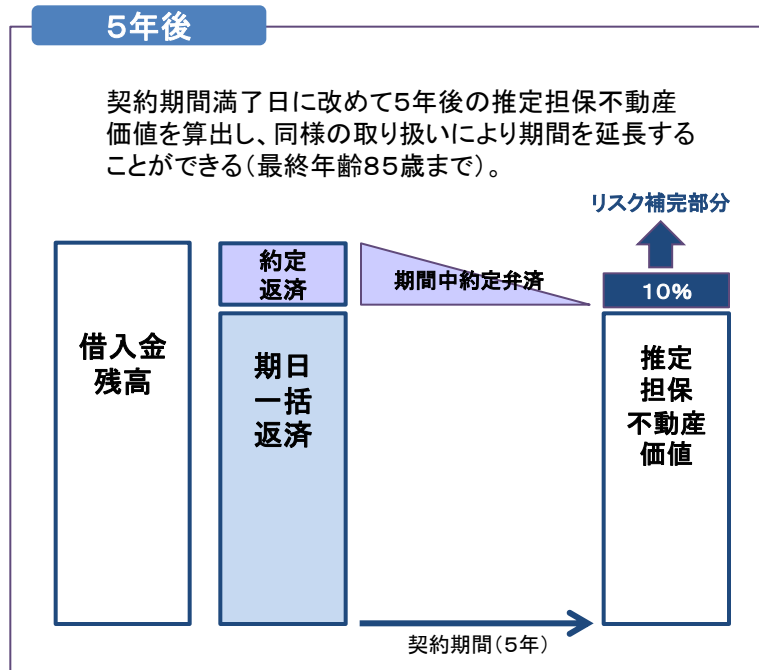 5年後
契約期間満了日に改めて5年後の推定担保不動産
価値を算出し、同様の取り扱いにより期間を延長する
ことができる(最終年齢85歳まで)。
リスク補完部分
約定
返済
期間中約定弁済
10%
借入金
残高
期日
一括
返済
推定
担保
不動産
価値
契約期間(5年)